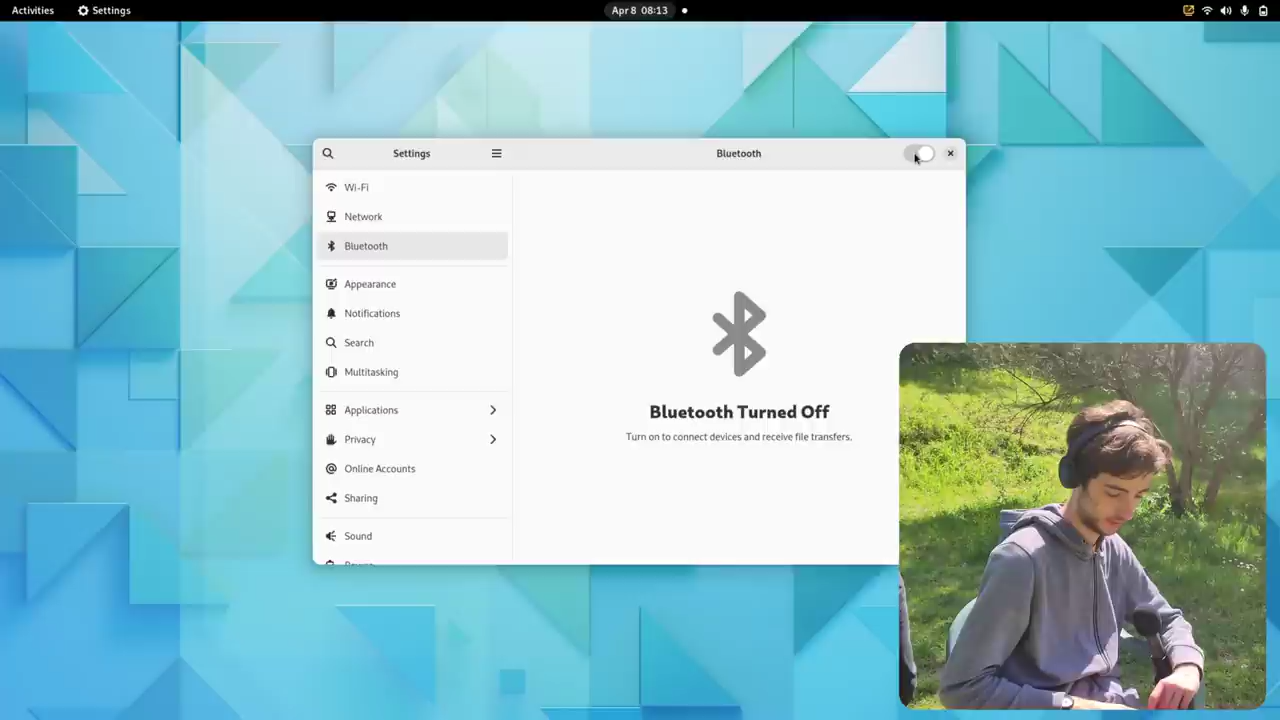 Activities
Settings
Apr 8 08:13
Settings
Bluetooth
Wi-Fi
Network
Bluetooth
Appearance
Notifications
Search
Multitasking
Applications
Privacy
Online Accounts
Sharing
Sound
Bluetooth Turned Off
Turn on to connect devices and receive file transfers.